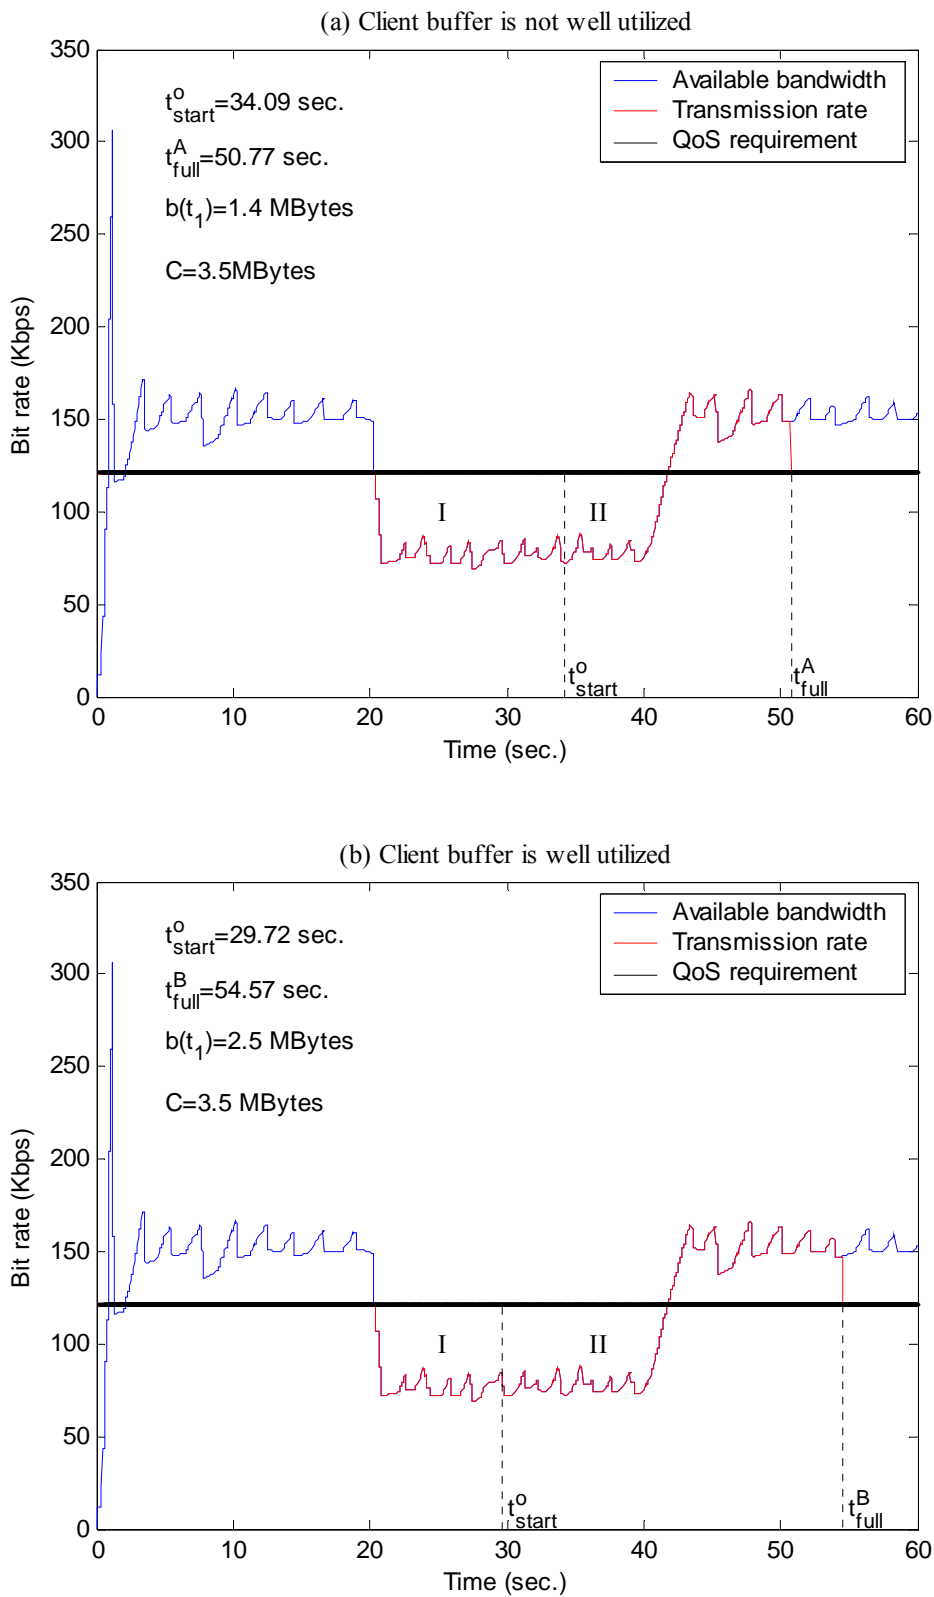 (a) Client buffer is not well utilized
350
300
250
200
150
100
50
0
Bit rate (Kbps)
t^o_start=34.09 sec.
t^A_full=50.77 sec.
b(t_1)=1.4 MBytes
C=3.5MBytes
Available bandwidth
Transmission rate
QoS requirement
I
II
t^o_start
t^A_full
0 10 20 30 40 50 60
Time (sec.)
(b) Client buffer is well utilized
350
300
250
200
150
100
50
0
Bit rate (Kbps)
t^o_start=29.72 sec.
t^B_full=54.57 sec.
b(t_1)=2.5 MBytes
C=3.5 MBytes
Available bandwidth
Transmission rate
QoS requirement
I
II
t^o_start
t^B_full
0 10 20 30 40 50 60
Time (sec.)